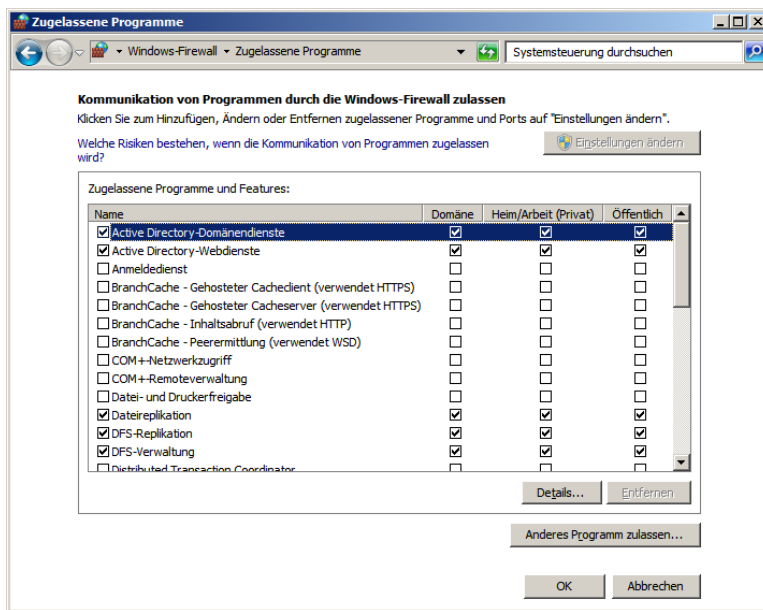 Zugelassene Programme
Windows-Firewall Zugelassene Programme
Systemsteuerung durchsuchen
Kommunikation von Programmen durch die Windows-Firewall zulassen
Klicken Sie zum Hinzufügen, Ändern oder Entfernen zugelassener Programme und Ports auf "Einstellungen ändern".
Welche Risiken bestehen, wenn die Kommunikation von Programmen zugelassen
wird?
Einstellungen ändern
Zugelassene Programme und Features:
Name Domäne Heim/Arbeit (Privat) Öffentlich
Active Directory-Domänendienste
Active Directory-Webdienste
Anmeldedienst
BranchCache - Gehosteter Cacheclient (verwendet HTTPS)
BranchCache - Gehosteter Cacheserver (verwendet HTTPS)
BranchCache - Inhaltsabruf (verwendet HTTP)
BranchCache - Peerermittlung (verwendet WSD)
COM+-Netzwerkzugriff
COM+-Remoteverwaltung
Datei- und Druckerfreigabe
Dateireplikation
DFS-Replikation
DFS-Verwaltung
Distributed Transaction Coordinator
Details... Entfernen
Anderes Programm zulassen...
OK Abbrechen